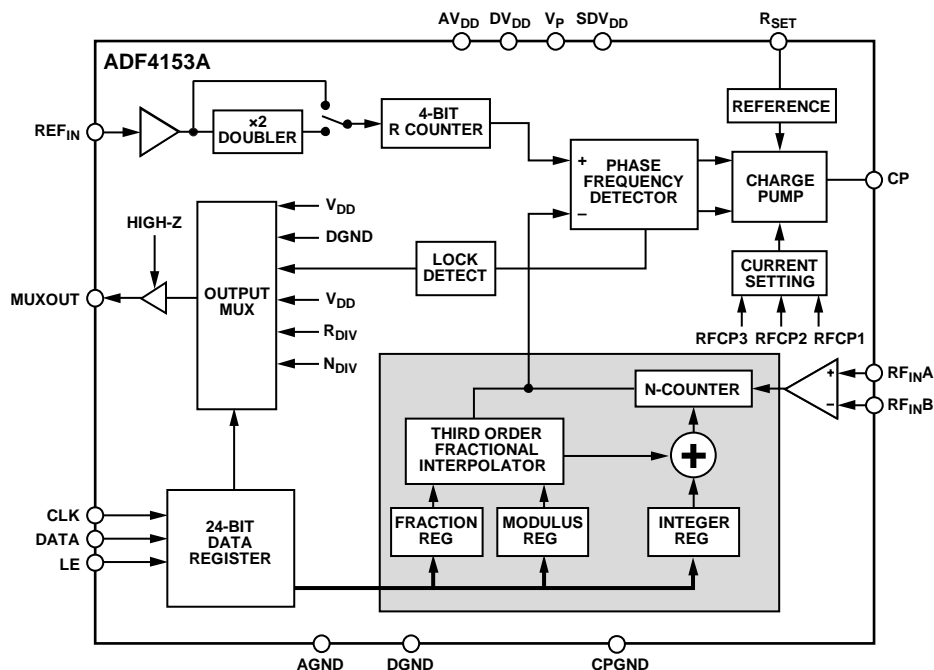 AVDD DVDD VP SDVDD RSET
ADF4153A
REFIN
×2
DOUBLER
4-BIT
R COUNTER
REFERENCE
+
−
PHASE
FREQUENCY
DETECTOR
CHARGE
PUMP
CP
HIGH-Z
VDD
DGND
LOCK
DETECT
CURRENT
SETTING
MUXOUT
OUTPUT
MUX
VDD
RDIV
NDIV
RFCP3 RFCP2 RFCP1
N-COUNTER
+
−
RFINA
RFINB
THIRD ORDER
FRACTIONAL
INTERPOLATOR
+
CLK
DATA
LE
24-BIT
DATA
REGISTER
FRACTION
REG
MODULUS
REG
INTEGER
REG
AGND DGND CPGND